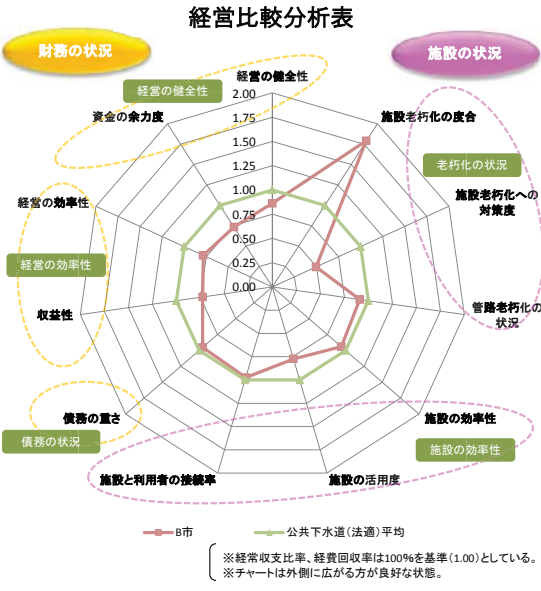 経営比較分析表
財務の状況
施設の状況
経営の健全性
経営の健全性
資金の余力度
施設老朽化の度合
老朽化の状況
施設老朽化への
対策度
経営の効率性
経営の効率性
管路老朽化の
状況
収益性
債務の重さ
債務の状況
施設の効率性
施設の効率性
施設と利用者の接続率
施設の活用度
2.00
1.75
1.50
1.25
1.00
0.75
0.50
0.25
0.00
B市
公共下水道(法適)平均
※経常収支比率、経費回収率は100%を基準(1.00)としている。
※チャートは外側に広がる方が良好な状態。